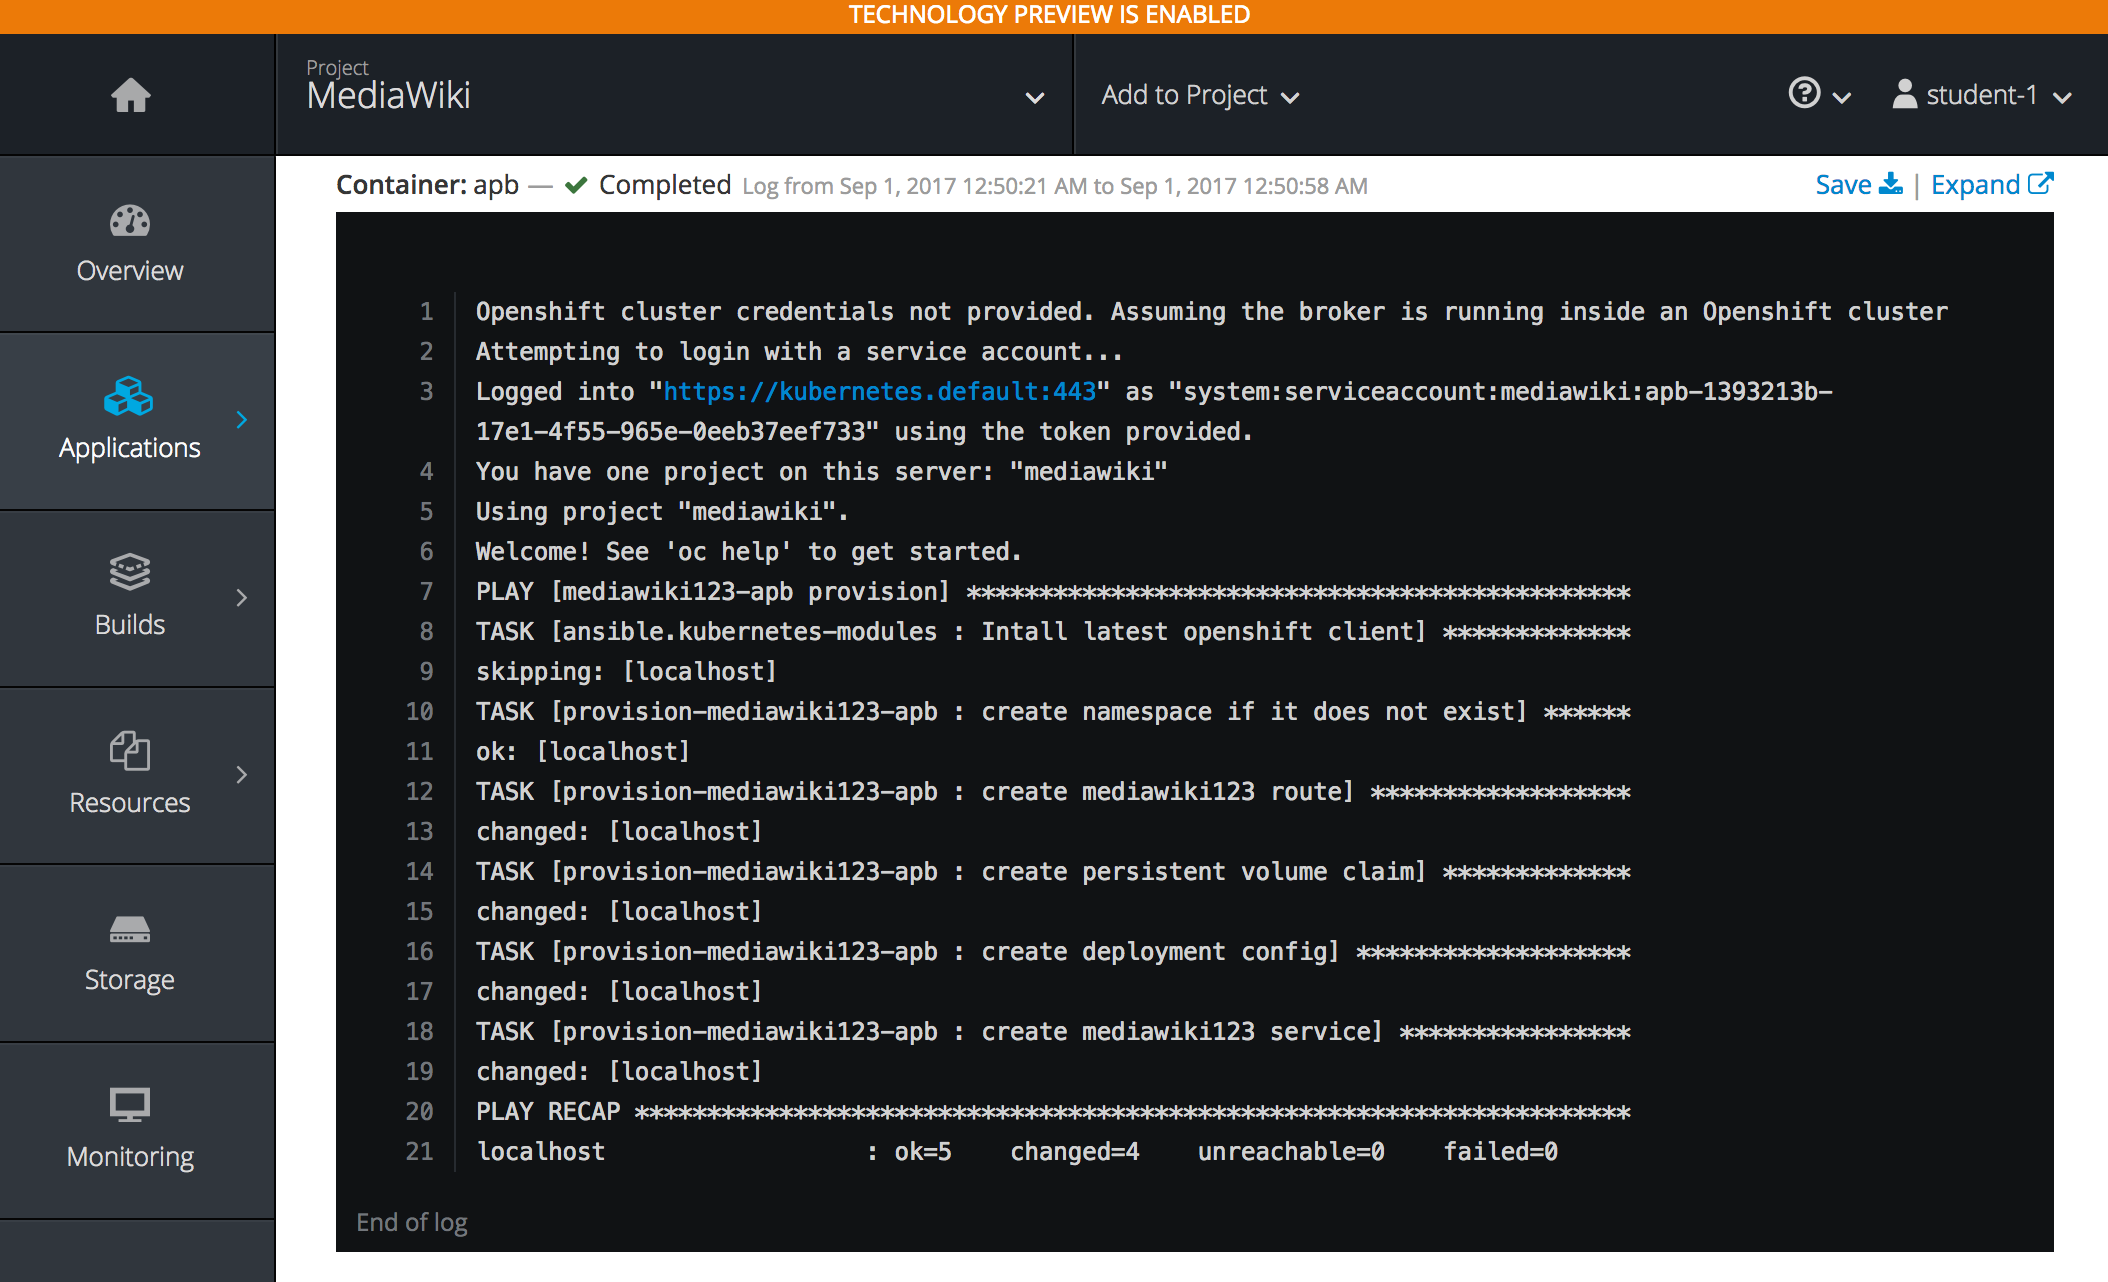 TECHNOLOGY PREVIEW IS ENABLED
Project
MediaWiki
Add to Project
student-1
Overview
Applications
Builds
Resources
Storage
Monitoring
Container: apb — Completed Log from Sep 1, 2017 12:50:21 AM to Sep 1, 2017 12:50:58 AM
Save | Expand
1 Openshift cluster credentials not provided. Assuming the broker is running inside an Openshift cluster
2 Attempting to login with a service account...
3 Logged into "https://kubernetes.default:443" as "system:serviceaccount:mediawiki:apb-1393213b-
17e1-4f55-965e-0eeb37eef733" using the token provided.
4 You have one project on this server: "mediawiki"
5 Using project "mediawiki".
6 Welcome! See 'oc help' to get started.
7 PLAY [mediawiki123-apb provision] **********************************************
8 TASK [ansible.kubernetes-modules : Intall latest openshift client] *************
9 skipping: [localhost]
10 TASK [provision-mediawiki123-apb : create namespace if it does not exist] ******
11 ok: [localhost]
12 TASK [provision-mediawiki123-apb : create mediawiki123 route] ******************
13 changed: [localhost]
14 TASK [provision-mediawiki123-apb : create persistent volume claim] *************
15 changed: [localhost]
16 TASK [provision-mediawiki123-apb : create deployment config] *******************
17 changed: [localhost]
18 TASK [provision-mediawiki123-apb : create mediawiki123 service] ****************
19 changed: [localhost]
20 PLAY RECAP *********************************************************************
21 localhost : ok=5 changed=4 unreachable=0 failed=0
End of log